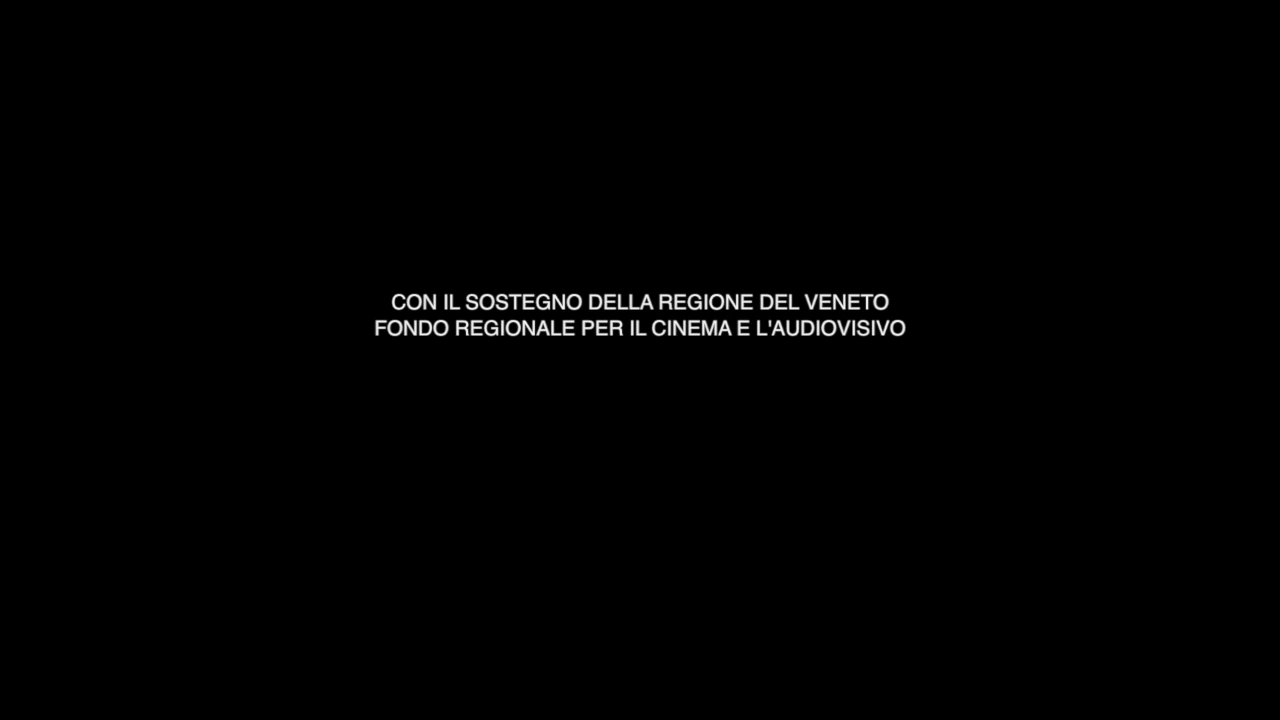 CON IL SOSTEGNO DELLA REGIONE DEL VENETO
FONDO REGIONALE PER IL CINEMA E L'AUDIOVISIVO